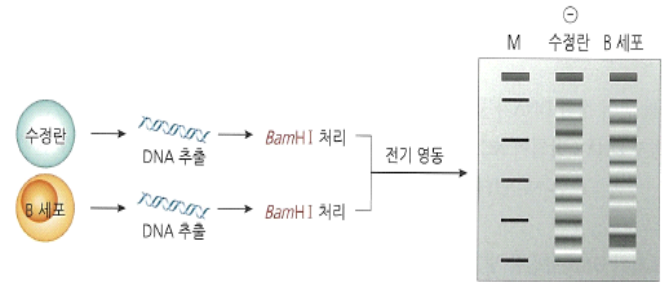 ⊖
M 수정란 B 세포
수정란 DNA 추출 BamHⅠ 처리
전기 영동
B 세포 DNA 추출 BamHⅠ 처리